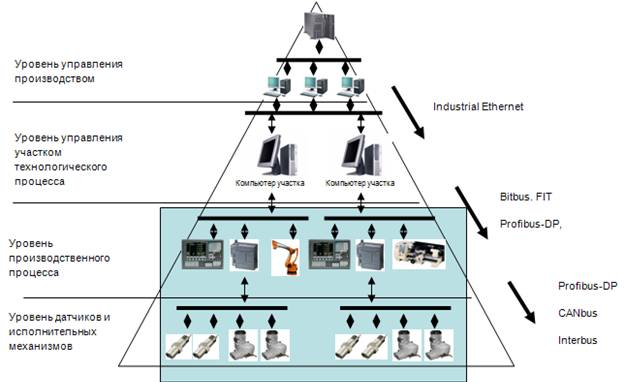 Уровень управления
производством
Industrial Ethernet
Уровень управления
участком
технологического
процесса
Компьютер участка
Компьютер участка
Bitbus. FIT
Profibus-DP,
Уровень
производственного
процесса
Profibus-DP
CANbus
Interbus
Уровень датчиков и
исполнительных
механизмов